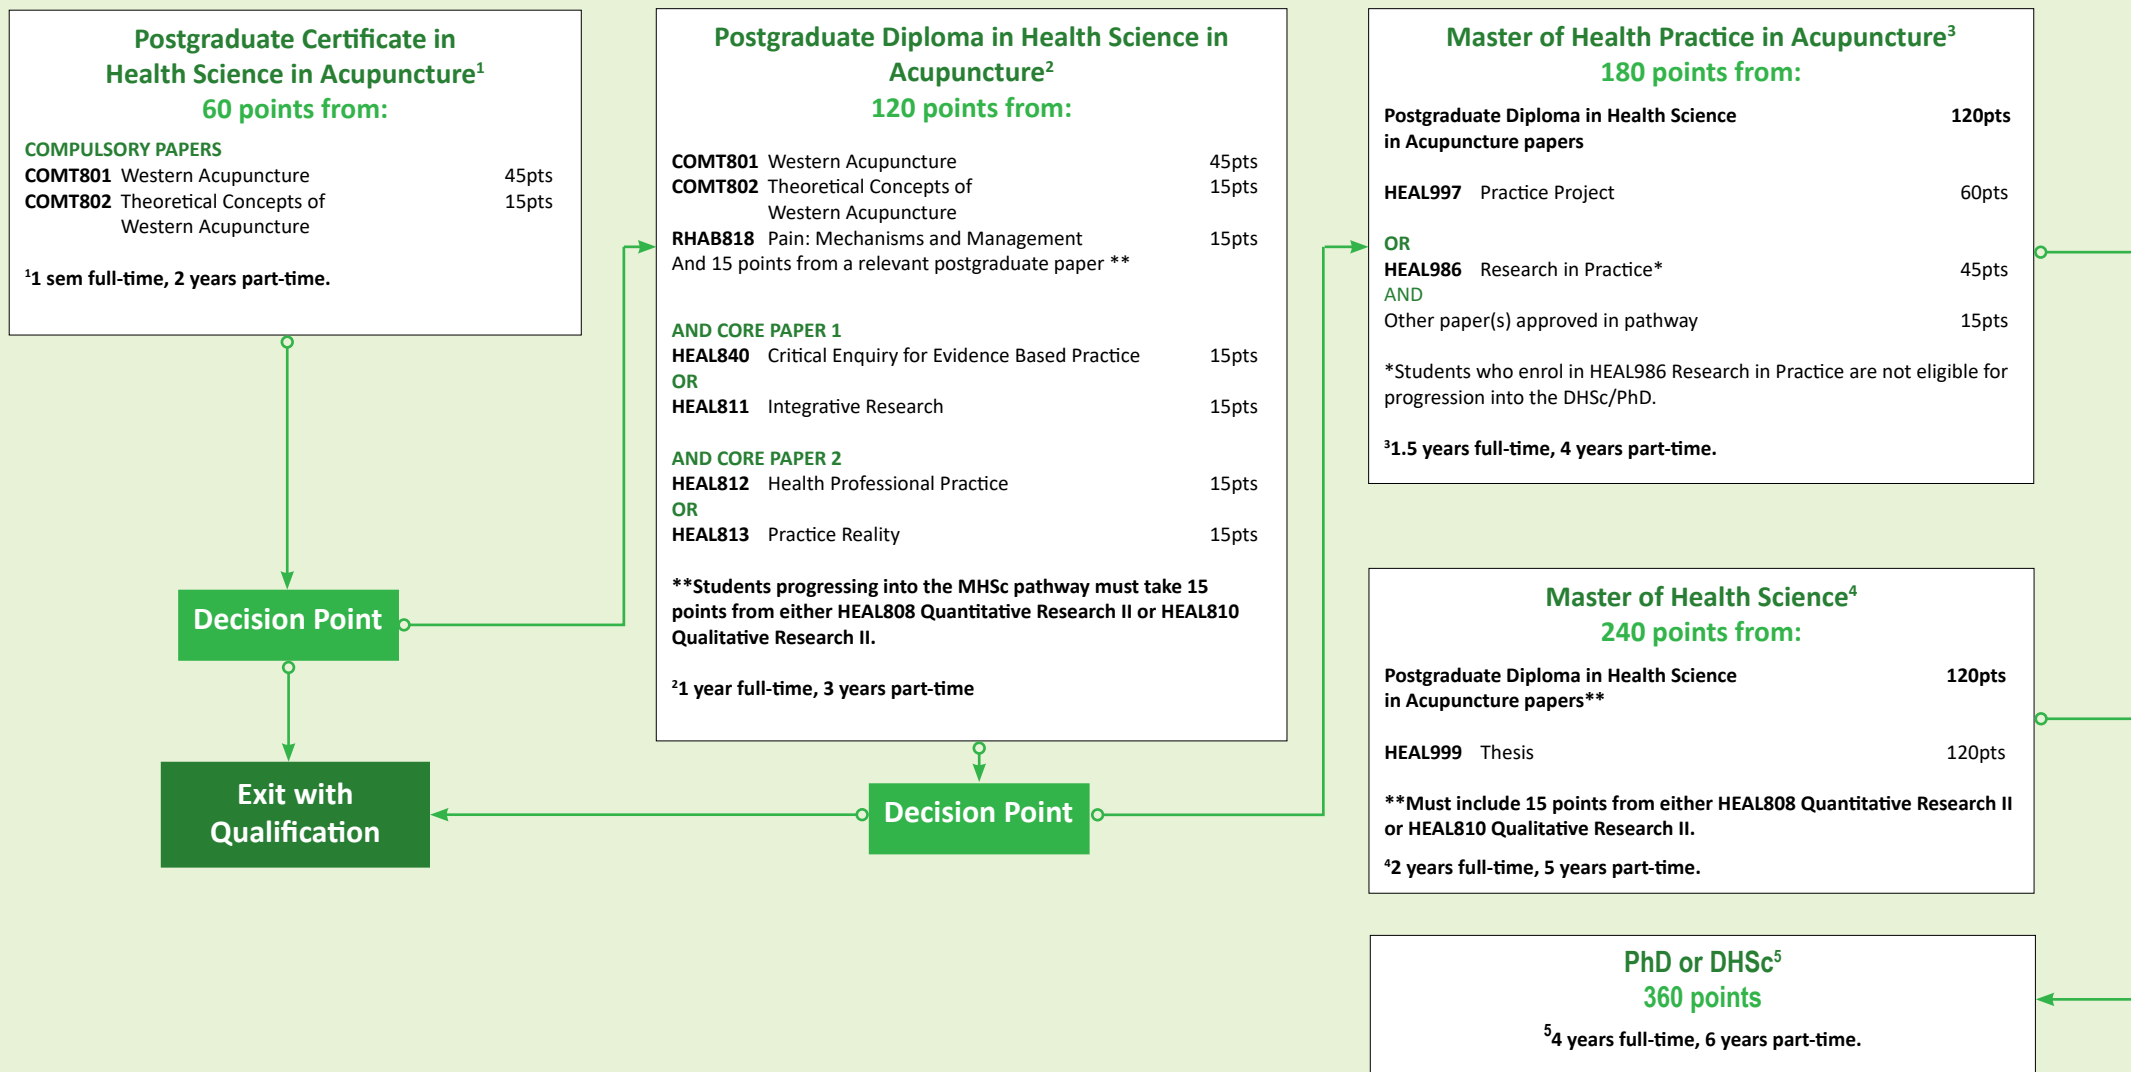 Postgraduate Certificate in
Health Science in Acupuncture¹
60 points from:
COMPULSORY PAPERS
COMT801 Western Acupuncture 45pts
COMT802 Theoretical Concepts of 15pts
Western Acupuncture
¹1 sem full-time, 2 years part-time.
Decision Point
Exit with
Qualification
Postgraduate Diploma in Health Science in
Acupuncture²
120 points from:
COMT801 Western Acupuncture 45pts
COMT802 Theoretical Concepts of 15pts
Western Acupuncture
RHAB818 Pain: Mechanisms and Management 15pts
And 15 points from a relevant postgraduate paper **
AND CORE PAPER 1
HEAL840 Critical Enquiry for Evidence Based Practice 15pts
OR
HEAL811 Integrative Research 15pts
AND CORE PAPER 2
HEAL812 Health Professional Practice 15pts
OR
HEAL813 Practice Reality 15pts
**Students progressing into the MHSc pathway must take 15
points from either HEAL808 Quantitative Research II or HEAL810
Qualitative Research II.
²1 year full-time, 3 years part-time
Decision Point
Master of Health Practice in Acupuncture³
180 points from:
Postgraduate Diploma in Health Science 120pts
in Acupuncture papers
HEAL997 Practice Project 60pts
OR
HEAL986 Research in Practice* 45pts
AND
Other paper(s) approved in pathway 15pts
*Students who enrol in HEAL986 Research in Practice are not eligible for
progression into the DHSc/PhD.
³1.5 years full-time, 4 years part-time.
Master of Health Science⁴
240 points from:
Postgraduate Diploma in Health Science 120pts
in Acupuncture papers**
HEAL999 Thesis 120pts
**Must include 15 points from either HEAL808 Quantitative Research II
or HEAL810 Qualitative Research II.
⁴2 years full-time, 5 years part-time.
PhD or DHSc⁵
360 points
⁵4 years full-time, 6 years part-time.